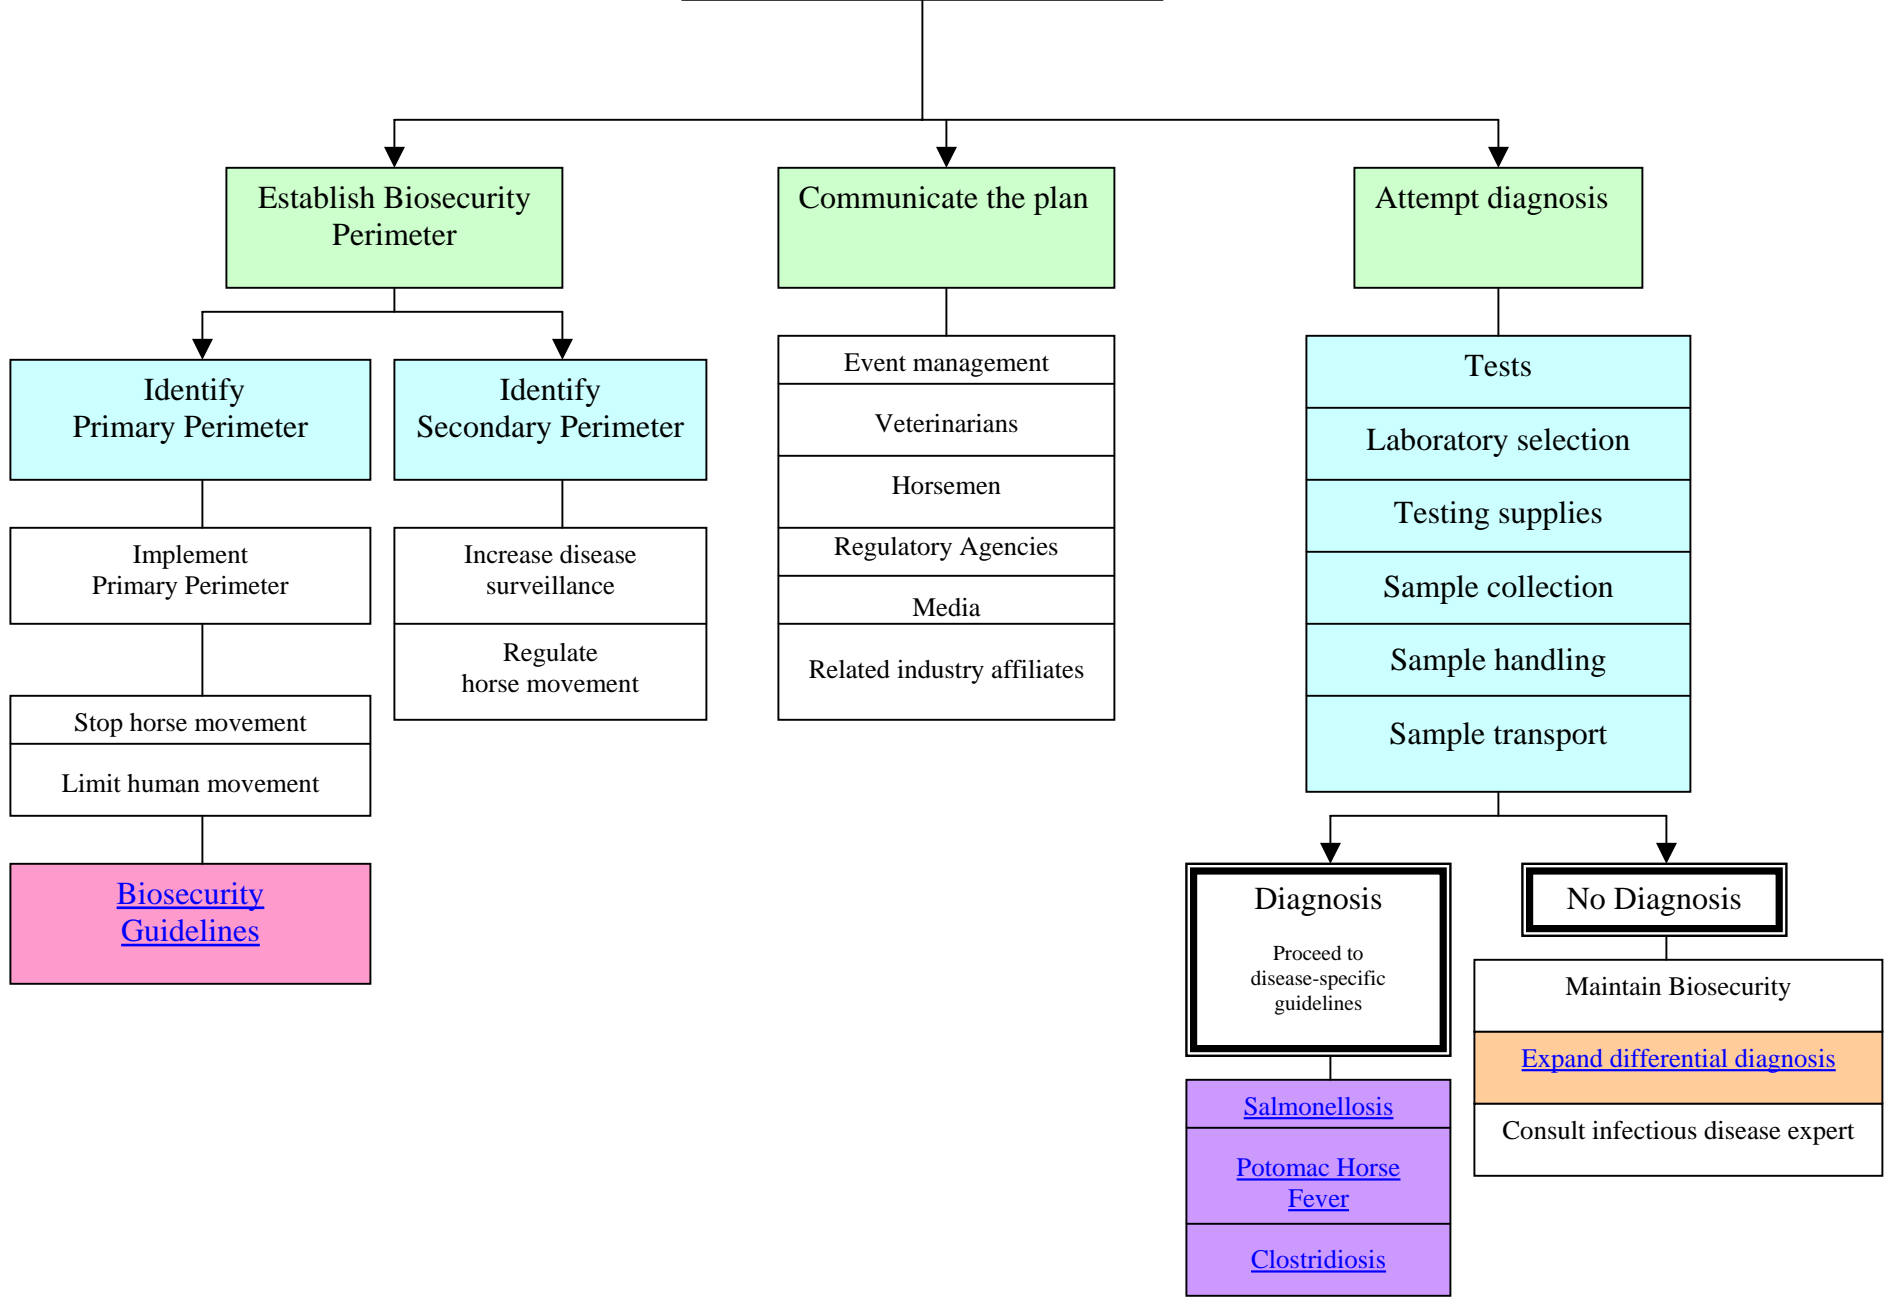 Establish Biosecurity
Perimeter
Communicate the plan
Attempt diagnosis
Identify
Primary Perimeter
Identify
Secondary Perimeter
Implement
Primary Perimeter
Increase disease
surveillance
Regulate
horse movement
Stop horse movement
Limit human movement
Biosecurity
Guidelines
Event management
Veterinarians
Horsemen
Regulatory Agencies
Media
Related industry affiliates
Tests
Laboratory selection
Testing supplies
Sample collection
Sample handling
Sample transport
Diagnosis
Proceed to
disease-specific
guidelines
Salmonellosis
Potomac Horse
Fever
Clostridiosis
No Diagnosis
Maintain Biosecurity
Expand differential diagnosis
Consult infectious disease expert